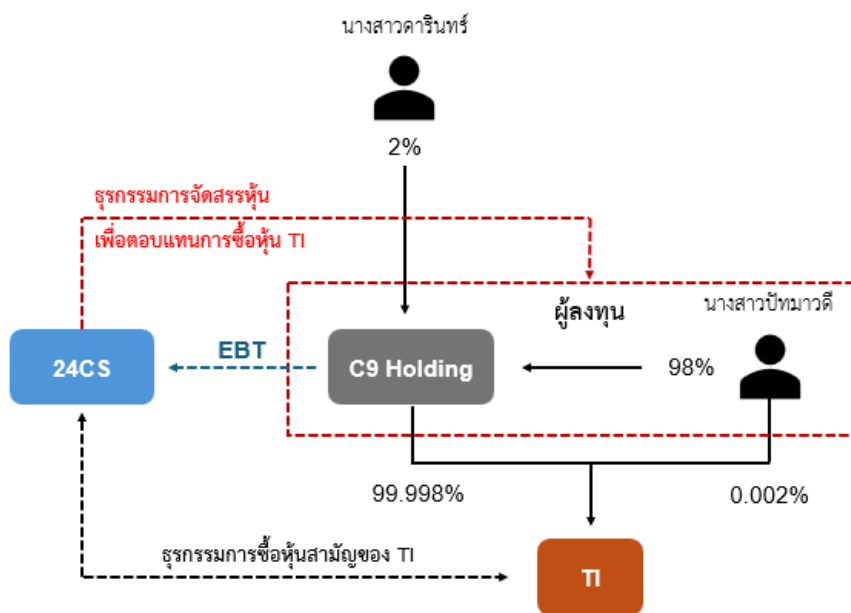 นางสาวดารินทร์
2%
ธุรกรรมการจัดสรรหุ้น
เพื่อตอบแทนการซื้อหุ้น TI
ผู้ลงทุน
นางสาวปัทมาวดี
24CS
EBT
C9 Holding
98%
99.998%
0.002%
ธุรกรรมการซื้อหุ้นสามัญของ TI
TI